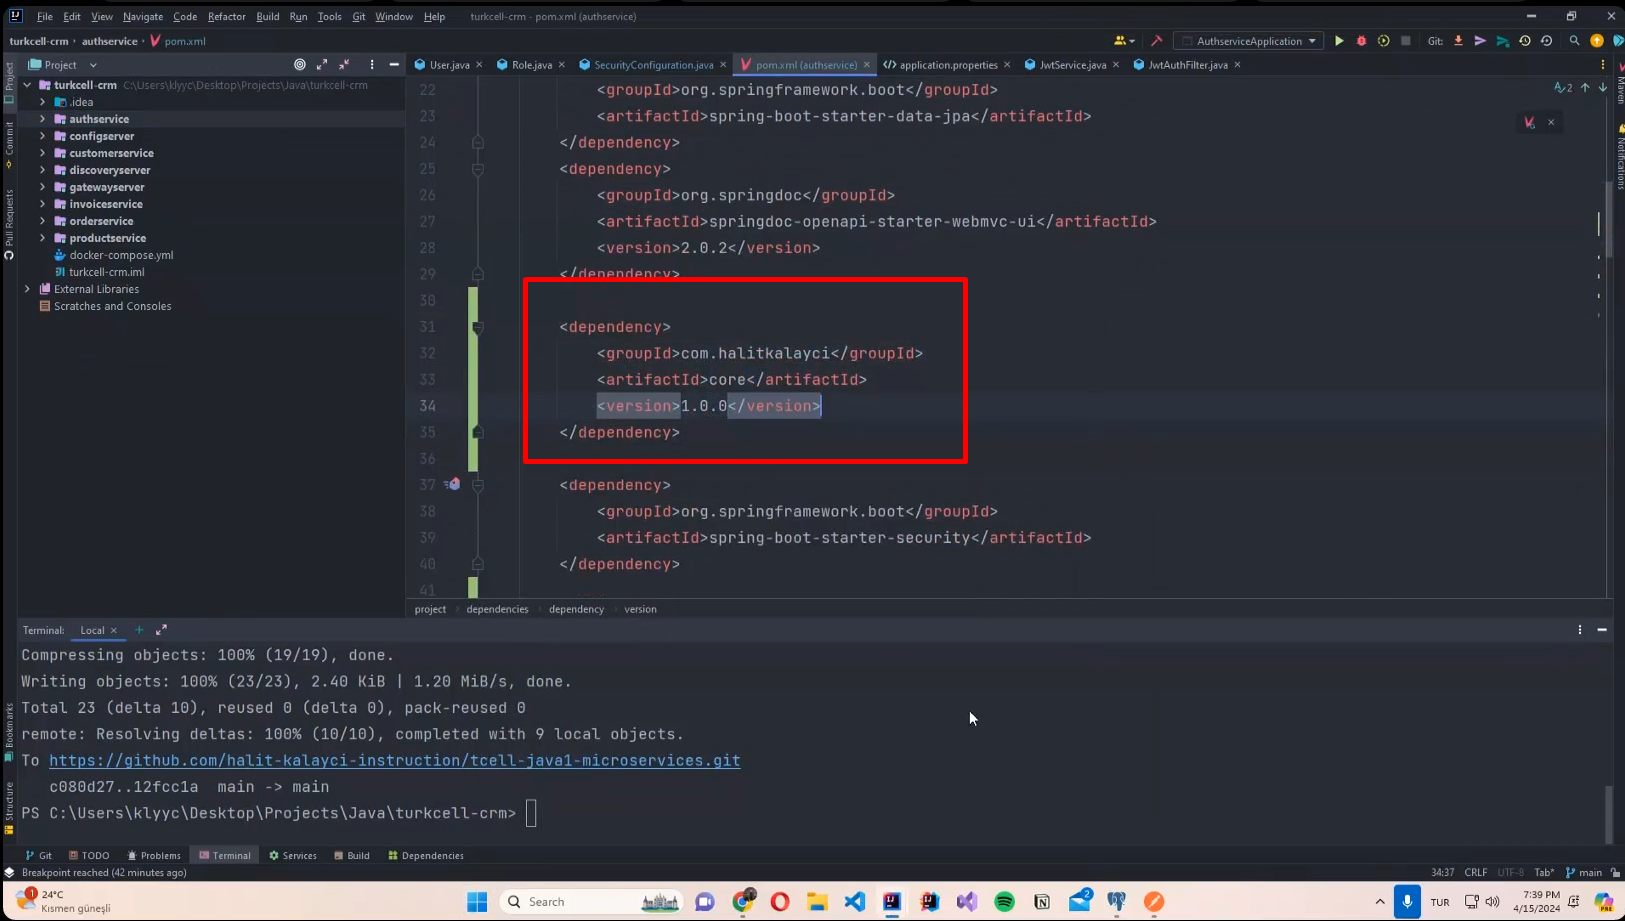 File Edit View Navigate Code Refactor Build Run Tools Git Window Help turkcell-crm - pom.xml (authservice)
turkcell-crm authservice pom.xml
AuthserviceApplication Git:
Project
User.java Role.java SecurityConfiguration.java pom.xml (authservice) application.properties JwtService.java JwtAuthFilter.java
turkcell-crm C:\Users\klyyc\Desktop\Projects\Java\turkcell-crm
.idea
authservice
configserver
customerservice
discoveryserver
gatewayserver
invoiceservice
orderservice
productservice
docker-compose.yml
turkcell-crm.iml
External Libraries
Scratches and Consoles
Project
Commit
Pull Requests
Bookmarks
Structure
Maven
Notifications
2
22 <groupId>org.springframework.boot</groupId>
23 <artifactId>spring-boot-starter-data-jpa</artifactId>
24 </dependency>
25 <dependency>
26 <groupId>org.springdoc</groupId>
27 <artifactId>springdoc-openapi-starter-webmvc-ui</artifactId>
28 <version>2.0.2</version>
29 </dependency>
30
31 <dependency>
32 <groupId>com.halitkalayci</groupId>
33 <artifactId>core</artifactId>
34 <version>1.0.0</version>
35 </dependency>
36
37 <dependency>
38 <groupId>org.springframework.boot</groupId>
39 <artifactId>spring-boot-starter-security</artifactId>
40 </dependency>
41
project dependencies dependency version
Terminal: Local
Compressing objects: 100% (19/19), done.
Writing objects: 100% (23/23), 2.40 KiB | 1.20 MiB/s, done.
Total 23 (delta 10), reused 0 (delta 0), pack-reused 0
remote: Resolving deltas: 100% (10/10), completed with 9 local objects.
To https://github.com/halit-kalayci-instruction/tcell-java1-microservices.git
c080d27..12fcc1a main -> main
PS C:\Users\klyyc\Desktop\Projects\Java\turkcell-crm>
Git TODO Problems Terminal Services Build Dependencies
Breakpoint reached (42 minutes ago) 34:37 CRLF UTF-8 Tab* main
1 24°C
Kısmen güneşli
Search
2
TUR
7:39 PM
4/15/2024
PRE